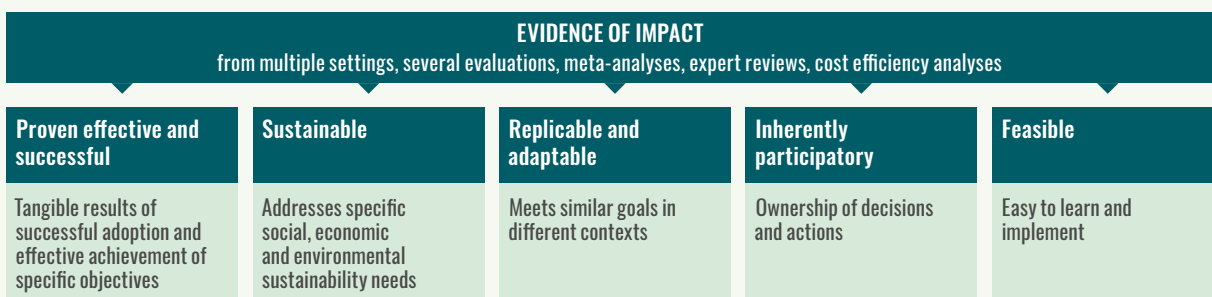 EVIDENCE OF IMPACT
from multiple settings, several evaluations, meta-analyses, expert reviews, cost efficiency analyses
Proven effective and
successful
Tangible results of
successful adoption and
effective achievement of
specific objectives
Sustainable
Addresses specific
social, economic
and environmental
sustainability needs
Replicable and
adaptable
Meets similar goals in
different contexts
Inherently
participatory
Ownership of decisions
and actions
Feasible
Easy to learn and
implement